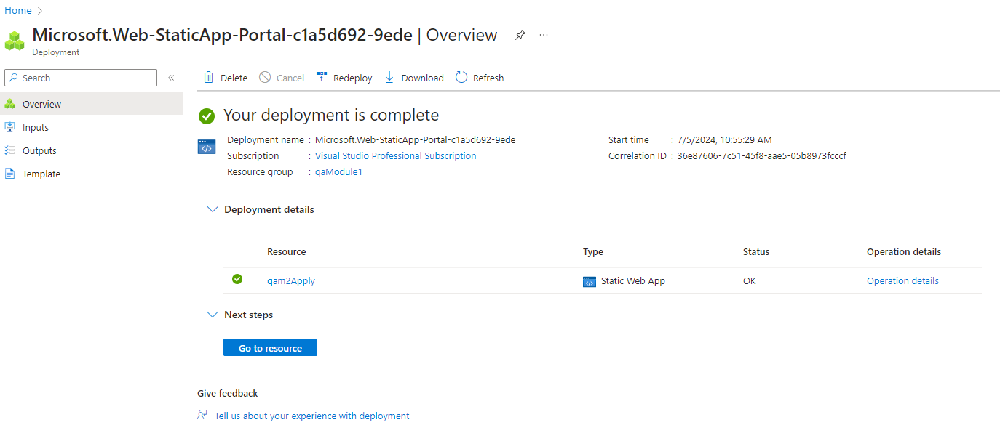 Home
Microsoft.Web-StaticApp-Portal-c1a5d692-9ede | Overview
Deployment
Search
Delete Cancel Redeploy Download Refresh
Overview
Inputs
Outputs
Template
Your deployment is complete
Deployment name : Microsoft.Web-StaticApp-Portal-c1a5d692-9ede
Subscription : Visual Studio Professional Subscription
Resource group : qaModule1
Start time : 7/5/2024, 10:55:29 AM
Correlation ID : 36e87606-7c51-45f8-aae5-05b8973fcccf
Deployment details
Resource Type Status Operation details
qam2Apply Static Web App OK Operation details
Next steps
Go to resource
Give feedback
Tell us about your experience with deployment